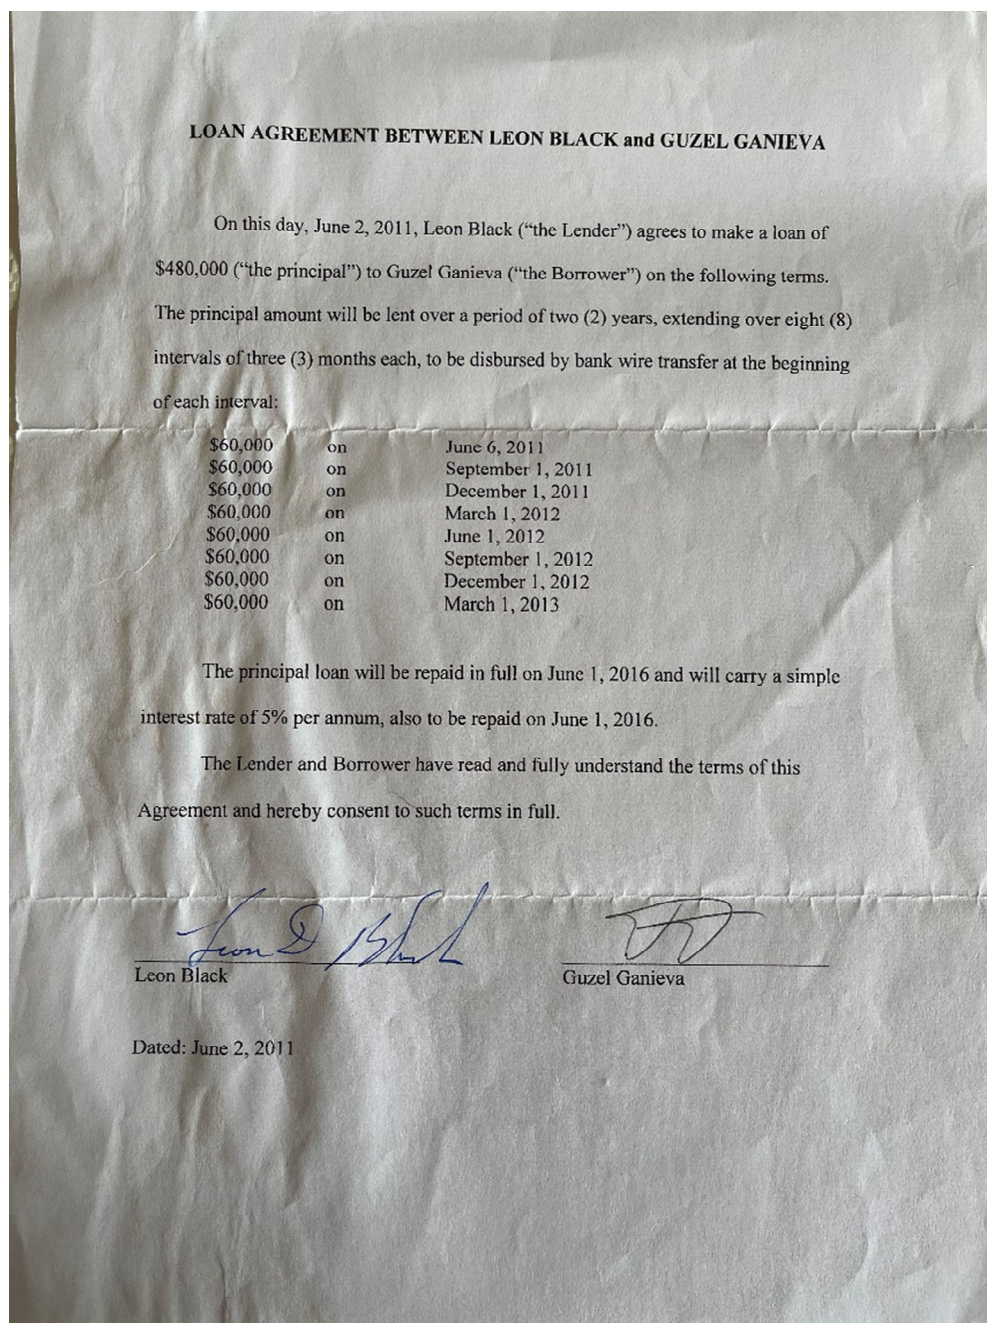 LOAN AGREEMENT BETWEEN LEON BLACK and GUZEL GANIEVA
On this day, June 2, 2011, Leon Black (“the Lender”) agrees to make a loan of
$480,000 (“the principal”) to Guzel Ganieva (“the Borrower”) on the following terms.
The principal amount will be lent over a period of two (2) years, extending over eight (8)
intervals of three (3) months each, to be disbursed by bank wire transfer at the beginning
of each interval:
$60,000 on June 6, 2011
$60,000 on September 1, 2011
$60,000 on December 1, 2011
$60,000 on March 1, 2012
$60,000 on June 1, 2012
$60,000 on September 1, 2012
$60,000 on December 1, 2012
$60,000 on March 1, 2013
The principal loan will be repaid in full on June 1, 2016 and will carry a simple
interest rate of 5% per annum, also to be repaid on June 1, 2016.
The Lender and Borrower have read and fully understand the terms of this
Agreement and hereby consent to such terms in full.
Leon D Black
Leon Black Guzel Ganieva
Dated: June 2, 2011